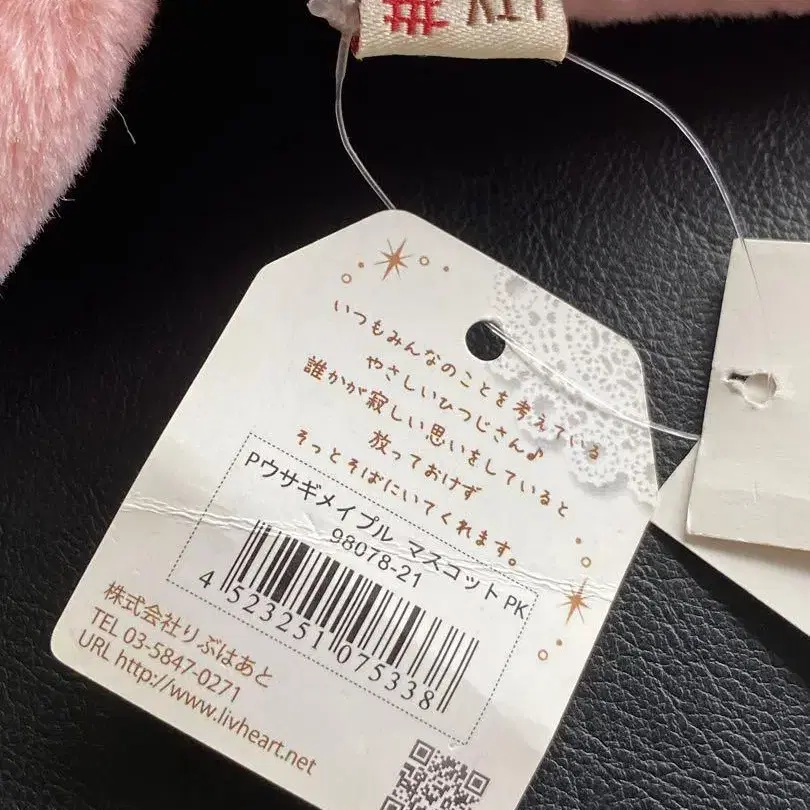 LIV
いつもみんなのことを考えている
やさしいひつじさん♪
誰かが寂しい思いをしていると
放っておけず
そっとそばにいてくれます。
Pウサギメイプル マスコット PK
98078-21
4 523251 075338
株式会社りぶはあと
TEL 03-5847-0271
URL http://www.livheart.net